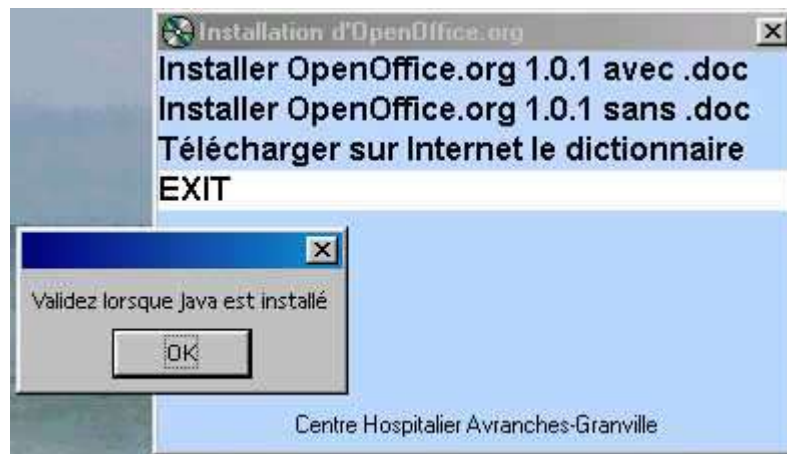 Installation d'OpenOffice.org
Installer OpenOffice.org 1.0.1 avec .doc
Installer OpenOffice.org 1.0.1 sans .doc
Télécharger sur Internet le dictionnaire
EXIT
Validez lorsque Java est installé
OK
Centre Hospitalier Avranches-Granville